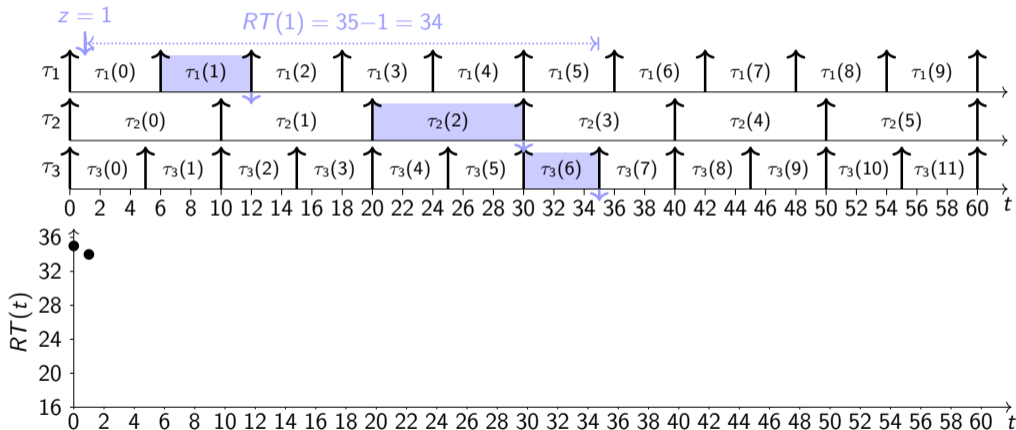 z = 1
RT(1) = 35−1 = 34
τ1 τ1(0) τ1(1) τ1(2) τ1(3) τ1(4) τ1(5) τ1(6) τ1(7) τ1(8) τ1(9)
τ2 τ2(0) τ2(1) τ2(2) τ2(3) τ2(4) τ2(5)
τ3 τ3(0) τ3(1) τ3(2) τ3(3) τ3(4) τ3(5) τ3(6) τ3(7) τ3(8) τ3(9) τ3(10) τ3(11)
0 2 4 6 8 10 12 14 16 18 20 22 24 26 28 30 32 34 36 38 40 42 44 46 48 50 52 54 56 58 60 t
RT(t)
36
32
28
24
20
16
0 2 4 6 8 10 12 14 16 18 20 22 24 26 28 30 32 34 36 38 40 42 44 46 48 50 52 54 56 58 60 t